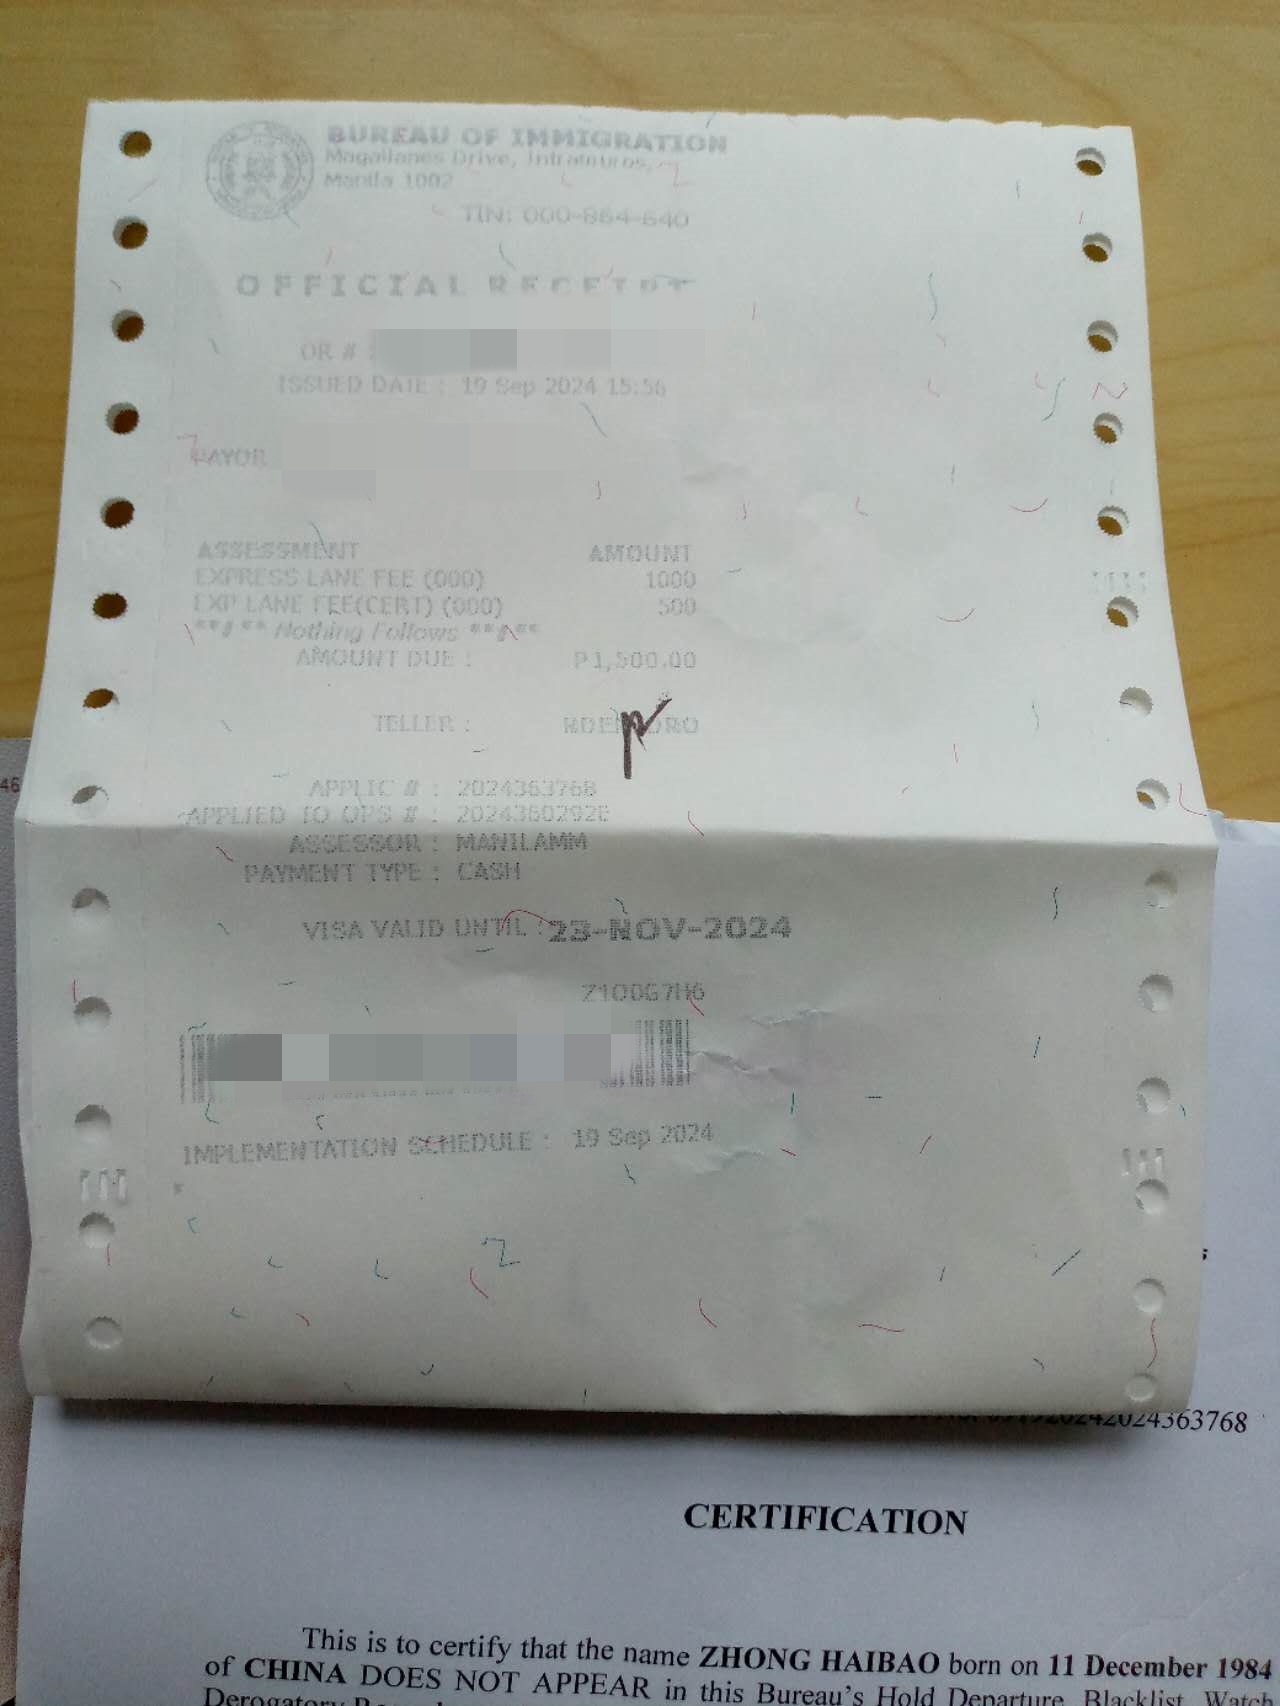 BUREAU OF IMMIGRATION
Magallanes Drive, Intramuros,
Manila 1002
TIN: 000-864-640
OFFICIAL RECEIPT
OR #
ISSUED DATE : 19 Sep 2024 15:56
PAYOR
ASSESSMENT AMOUNT
EXPRESS LANE FEE (000) 1000
EXP LANE FEE(CERT) (000) 500
Nothing Follows
AMOUNT DUE : P1,500.00
TELLER :
APPLIC # : 2024363768
APPLIED TO OPS # :
ASSESSOR : MANILAMM
PAYMENT TYPE : CASH
VISA VALID UNTIL : 23-NOV-2024
Z10DG7H6
IMPLEMENTATION SCHEDULE : 19 Sep 2024
46
CERTIFICATION
This is to certify that the name ZHONG HAIBAO born on 11 December 1984
of CHINA DOES NOT APPEAR in this Bureau's Hold Departure, Blacklist, Watch
Derogatory